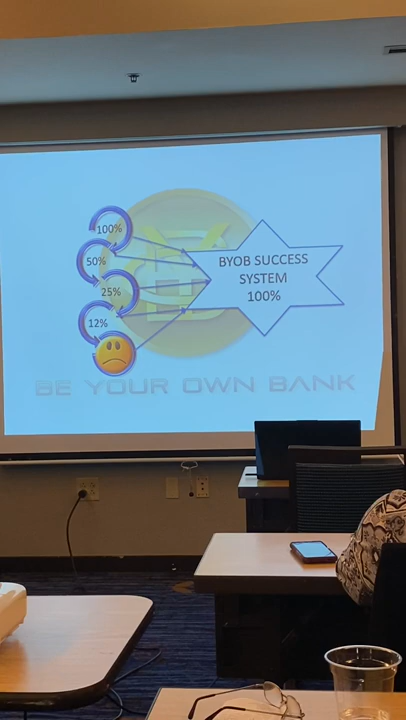 100%
50%
25%
12%
BYOB SUCCESS
SYSTEM
100%
BE YOUR OWN BANK